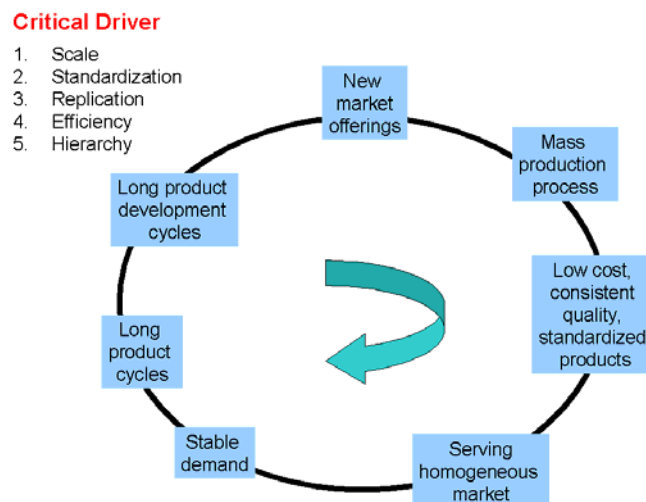 Critical Driver
1. Scale
2. Standardization
3. Replication
4. Efficiency
5. Hierarchy
New
market
offerings
Mass
production
process
Low cost,
consistent
quality,
standardized
products
Serving
homogeneous
market
Stable
demand
Long
product
cycles
Long product
development
cycles